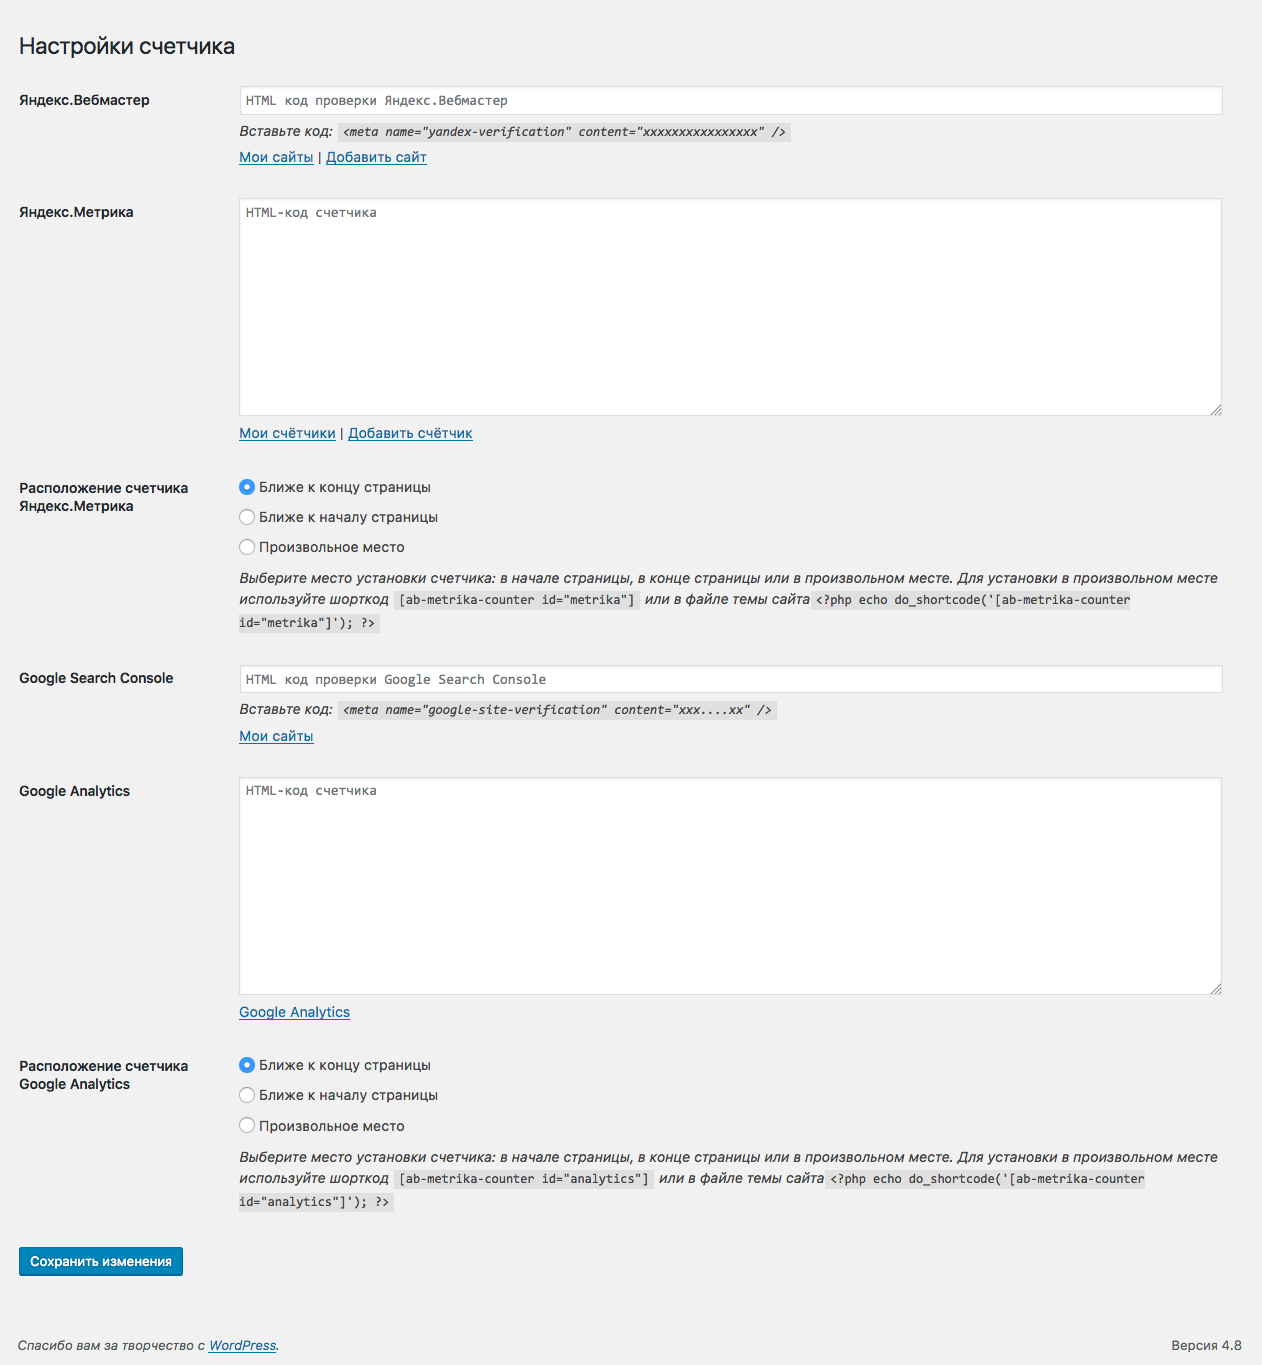 Настройки счетчика
Яндекс.Вебмастер
HTML код проверки Яндекс.Вебмастер
Вставьте код: <meta name="yandex-verification" content="xxxxxxxxxxxxxxxx" />
Мои сайты | Добавить сайт
Яндекс.Метрика
HTML-код счетчика
Мои счётчики | Добавить счётчик
Расположение счетчика
Яндекс.Метрика
Ближе к концу страницы
Ближе к началу страницы
Произвольное место
Выберите место установки счетчика: в начале страницы, в конце страницы или в произвольном месте. Для установки в произвольном месте
используйте шорткод [ab-metrika-counter id="metrika"] или в файле темы сайта <?php echo do_shortcode('[ab-metrika-counter
id="metrika"]'); ?>
Google Search Console
HTML код проверки Google Search Console
Вставьте код: <meta name="google-site-verification" content="xxx....xx" />
Мои сайты
Google Analytics
HTML-код счетчика
Google Analytics
Расположение счетчика
Google Analytics
Ближе к концу страницы
Ближе к началу страницы
Произвольное место
Выберите место установки счетчика: в начале страницы, в конце страницы или в произвольном месте. Для установки в произвольном месте
используйте шорткод [ab-metrika-counter id="analytics"] или в файле темы сайта <?php echo do_shortcode('[ab-metrika-counter
id="analytics"]'); ?>
Сохранить изменения
Спасибо вам за творчество с WordPress.
Версия 4.8